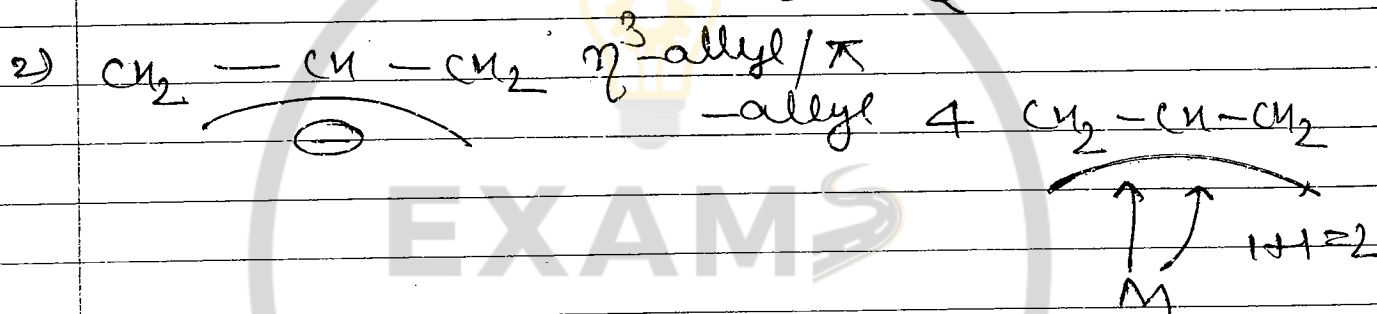 2) CH₂ — CH — CH₂ η³-allyl/π
-allyl 4 CH₂-CH-CH₂
⊖
EXAMS
1+1=2
M